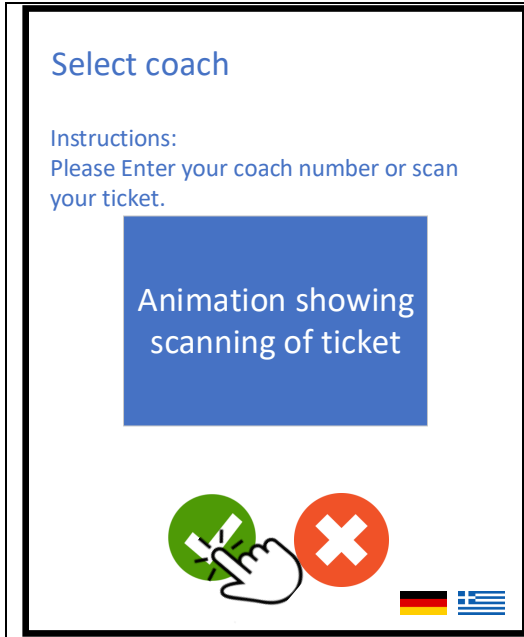 Select coach
Instructions:
Please Enter your coach number or scan
your ticket.
Animation showing
scanning of ticket